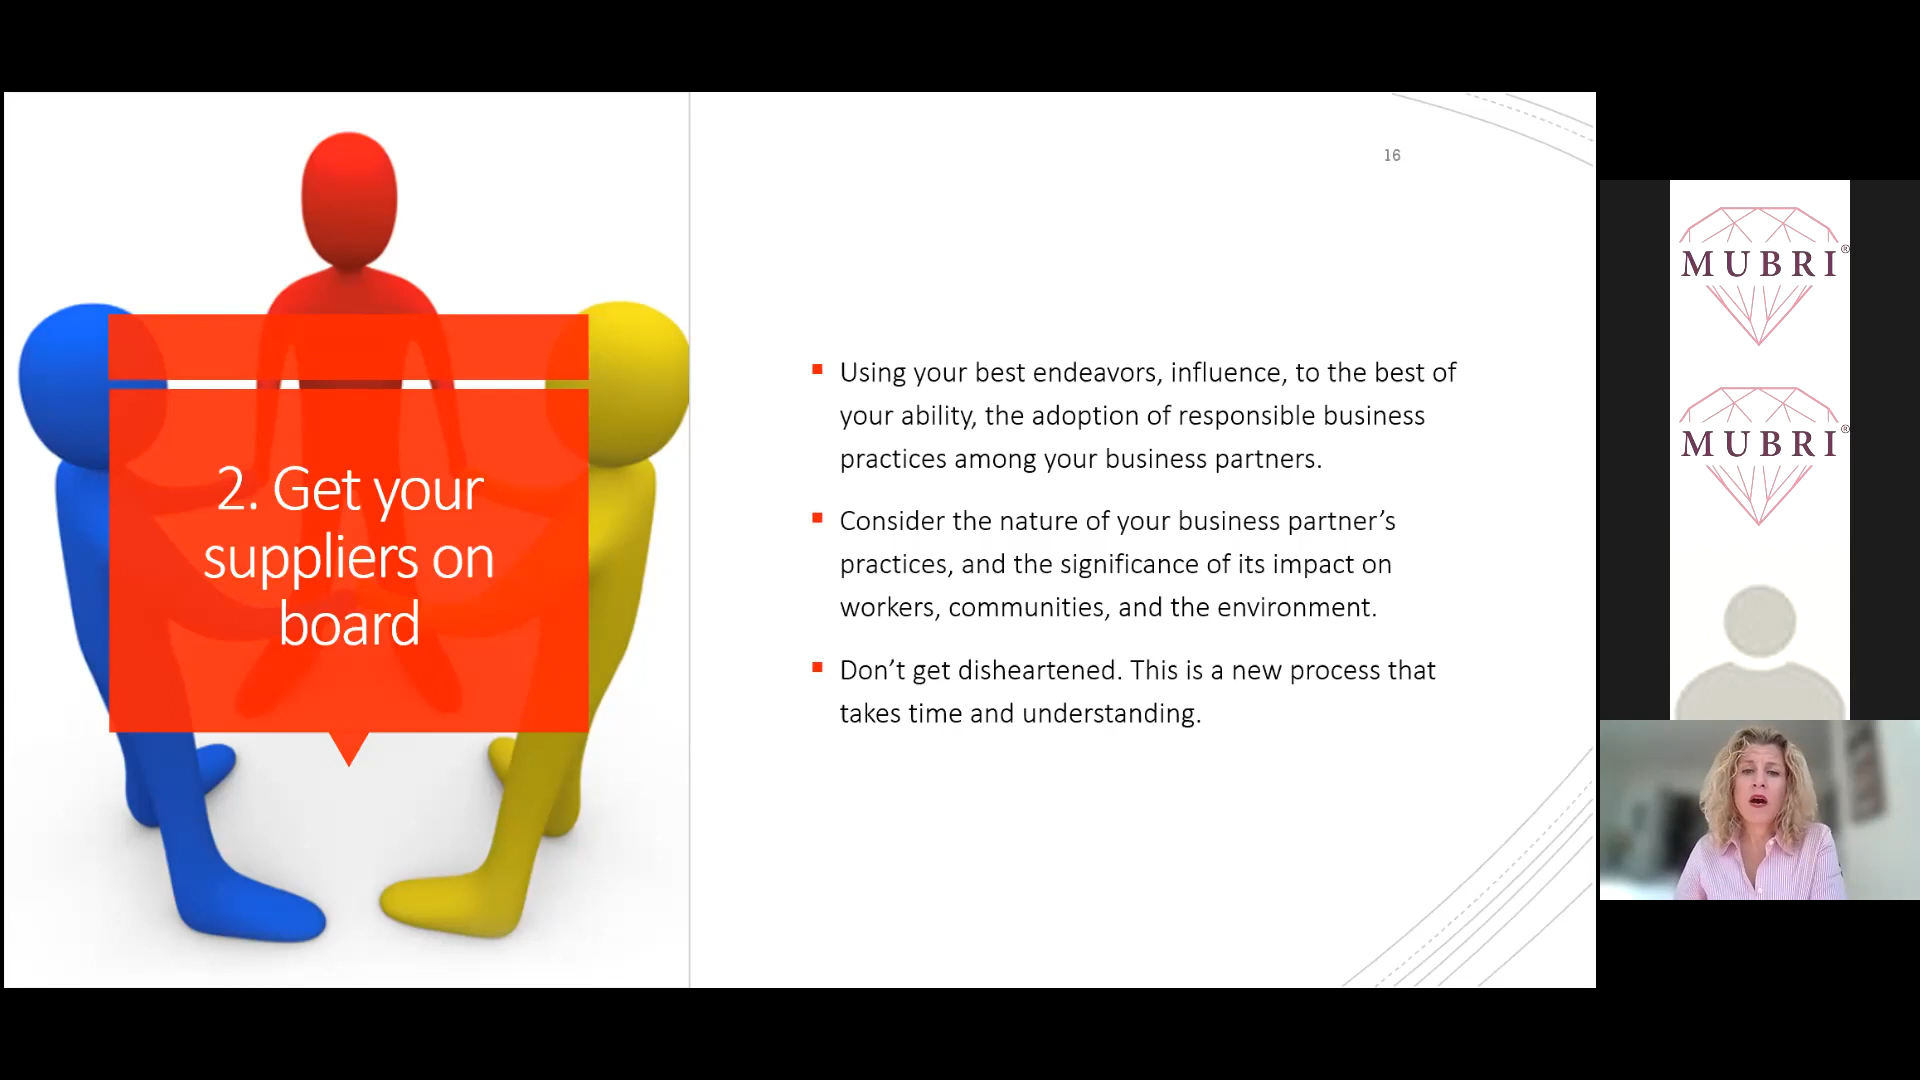 2. Get your
suppliers on
board
16
Using your best endeavors, influence, to the best of
your ability, the adoption of responsible business
practices among your business partners.
Consider the nature of your business partner’s
practices, and the significance of its impact on
workers, communities, and the environment.
Don’t get disheartened. This is a new process that
takes time and understanding.
MUBRI®
MUBRI®